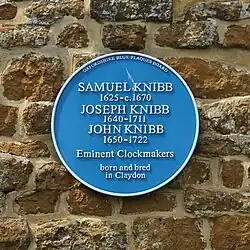 OXFORDSHIRE BLUE PLAQUES BOARD
SAMUEL KNIBB
1625-c.1670
JOSEPH KNIBB
1640-1711
JOHN KNIBB
1650-1722
Eminent Clockmakers
born and bred
in Claydon